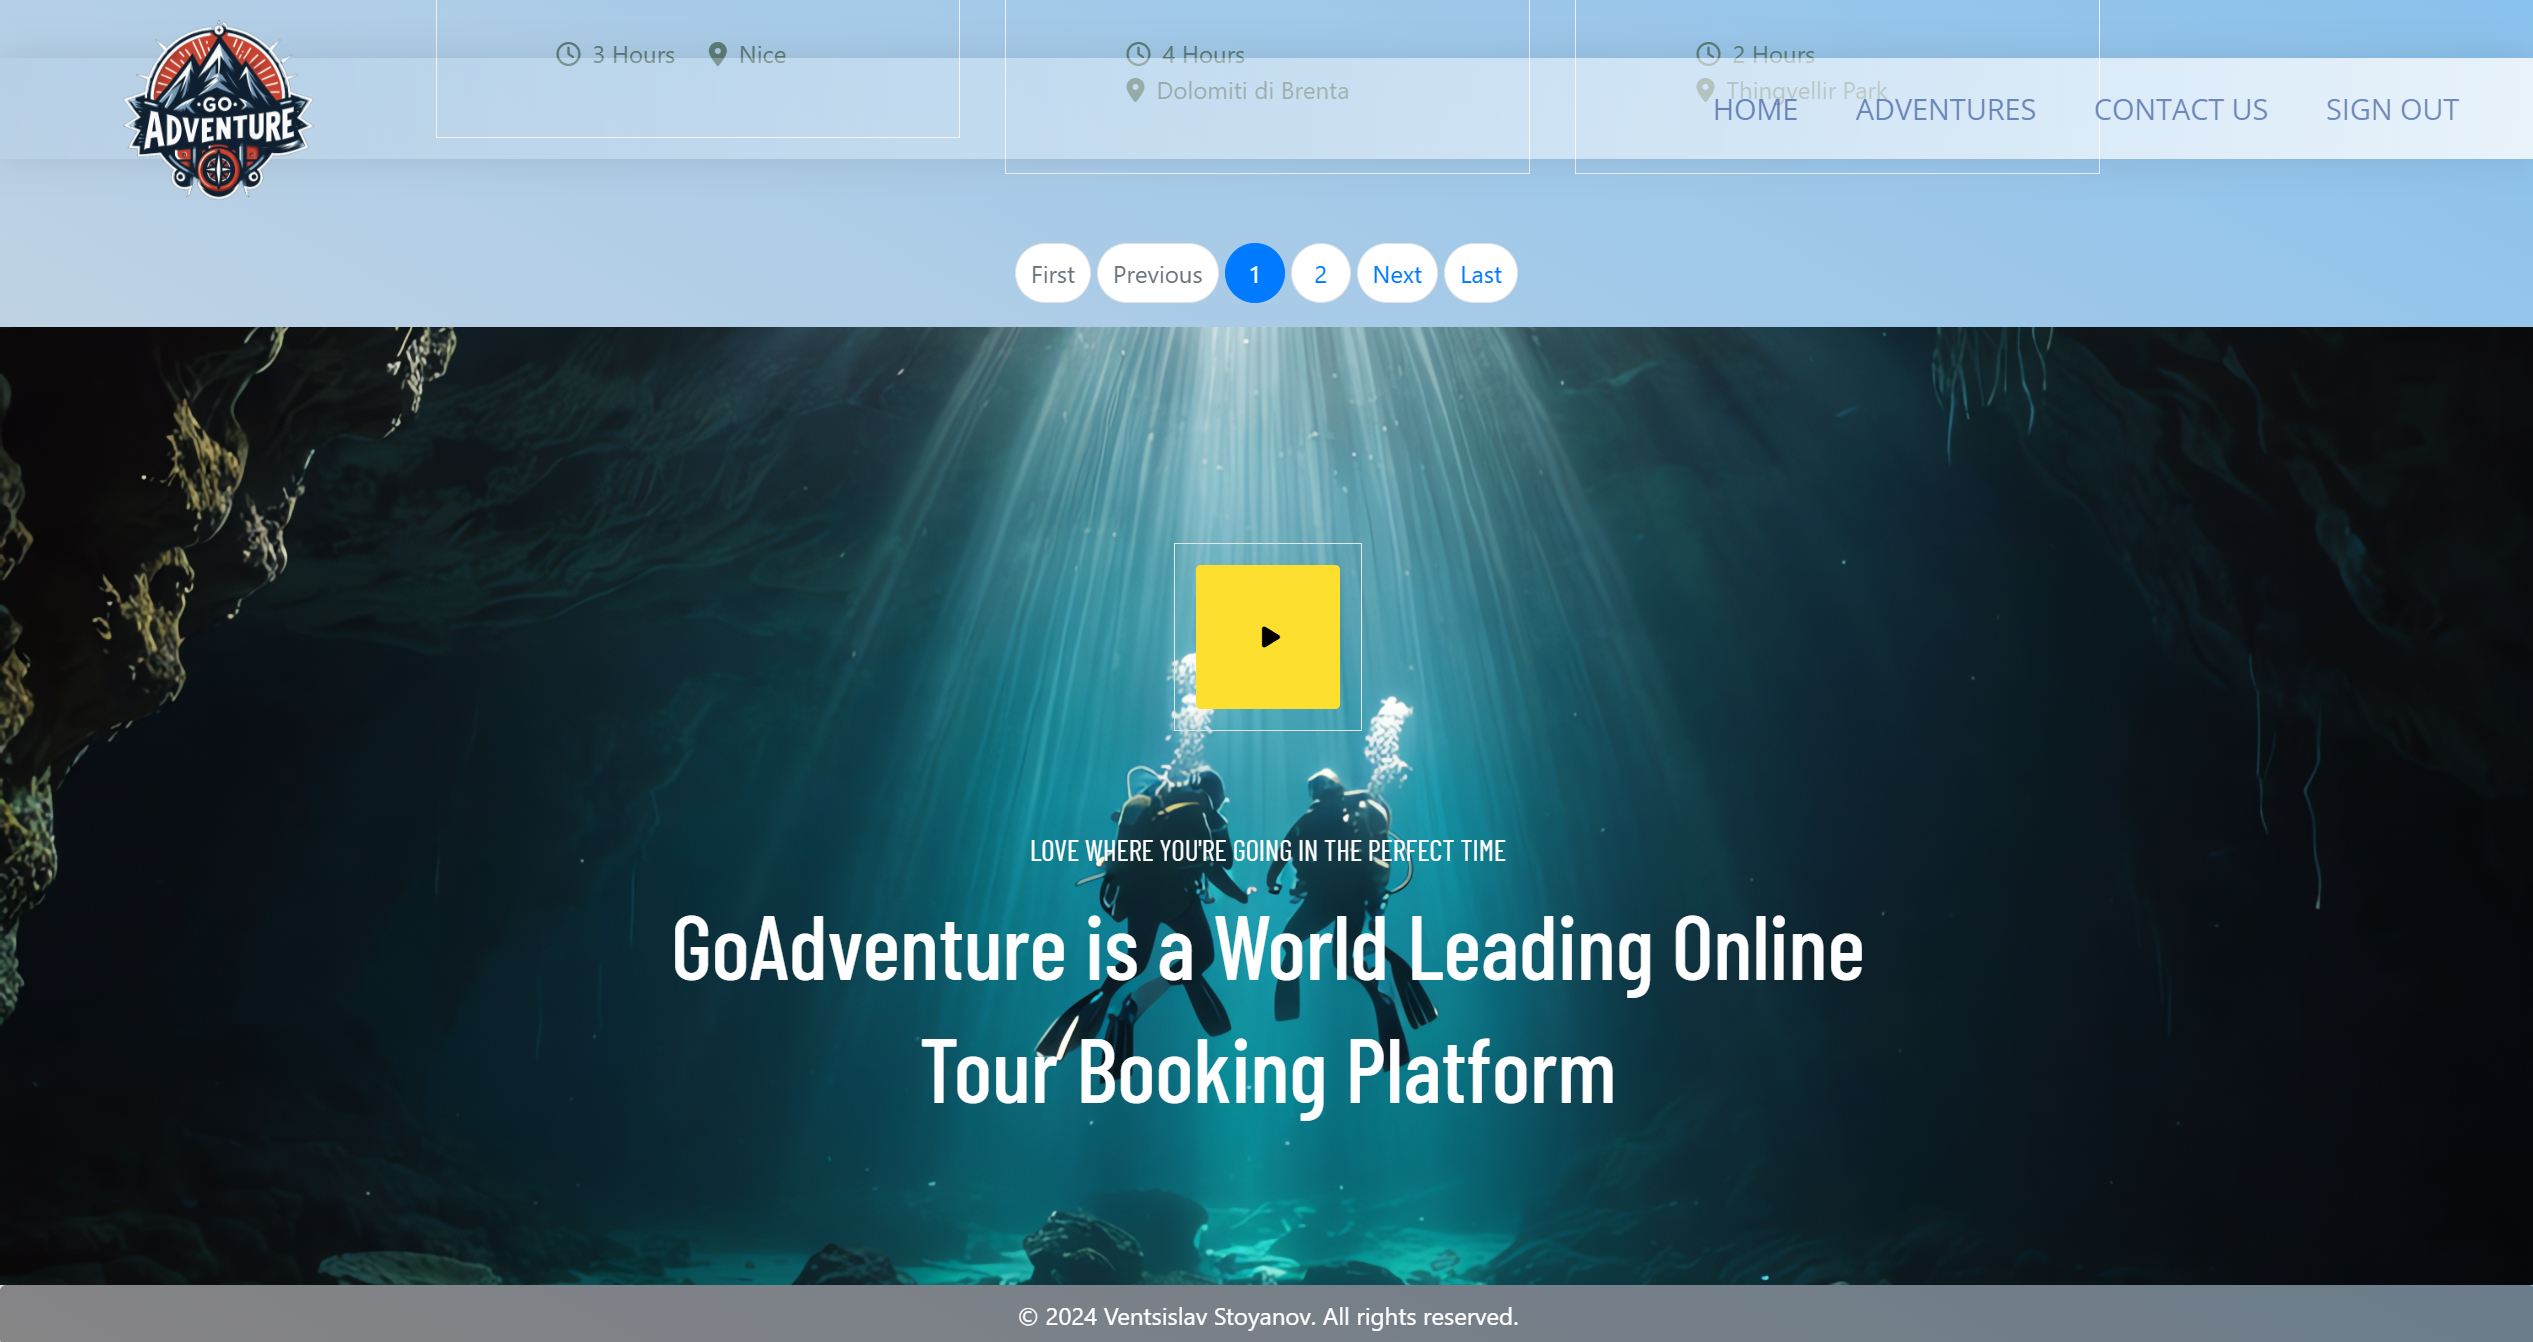 3 Hours Nice
4 Hours
Dolomiti di Brenta
2 Hours
Thingvellir Park
GO
ADVENTURE
HOME ADVENTURES CONTACT US SIGN OUT
First Previous 1 2 Next Last
LOVE WHERE YOU'RE GOING IN THE PERFECT TIME
GoAdventure is a World Leading Online
Tour Booking Platform
© 2024 Ventsislav Stoyanov. All rights reserved.